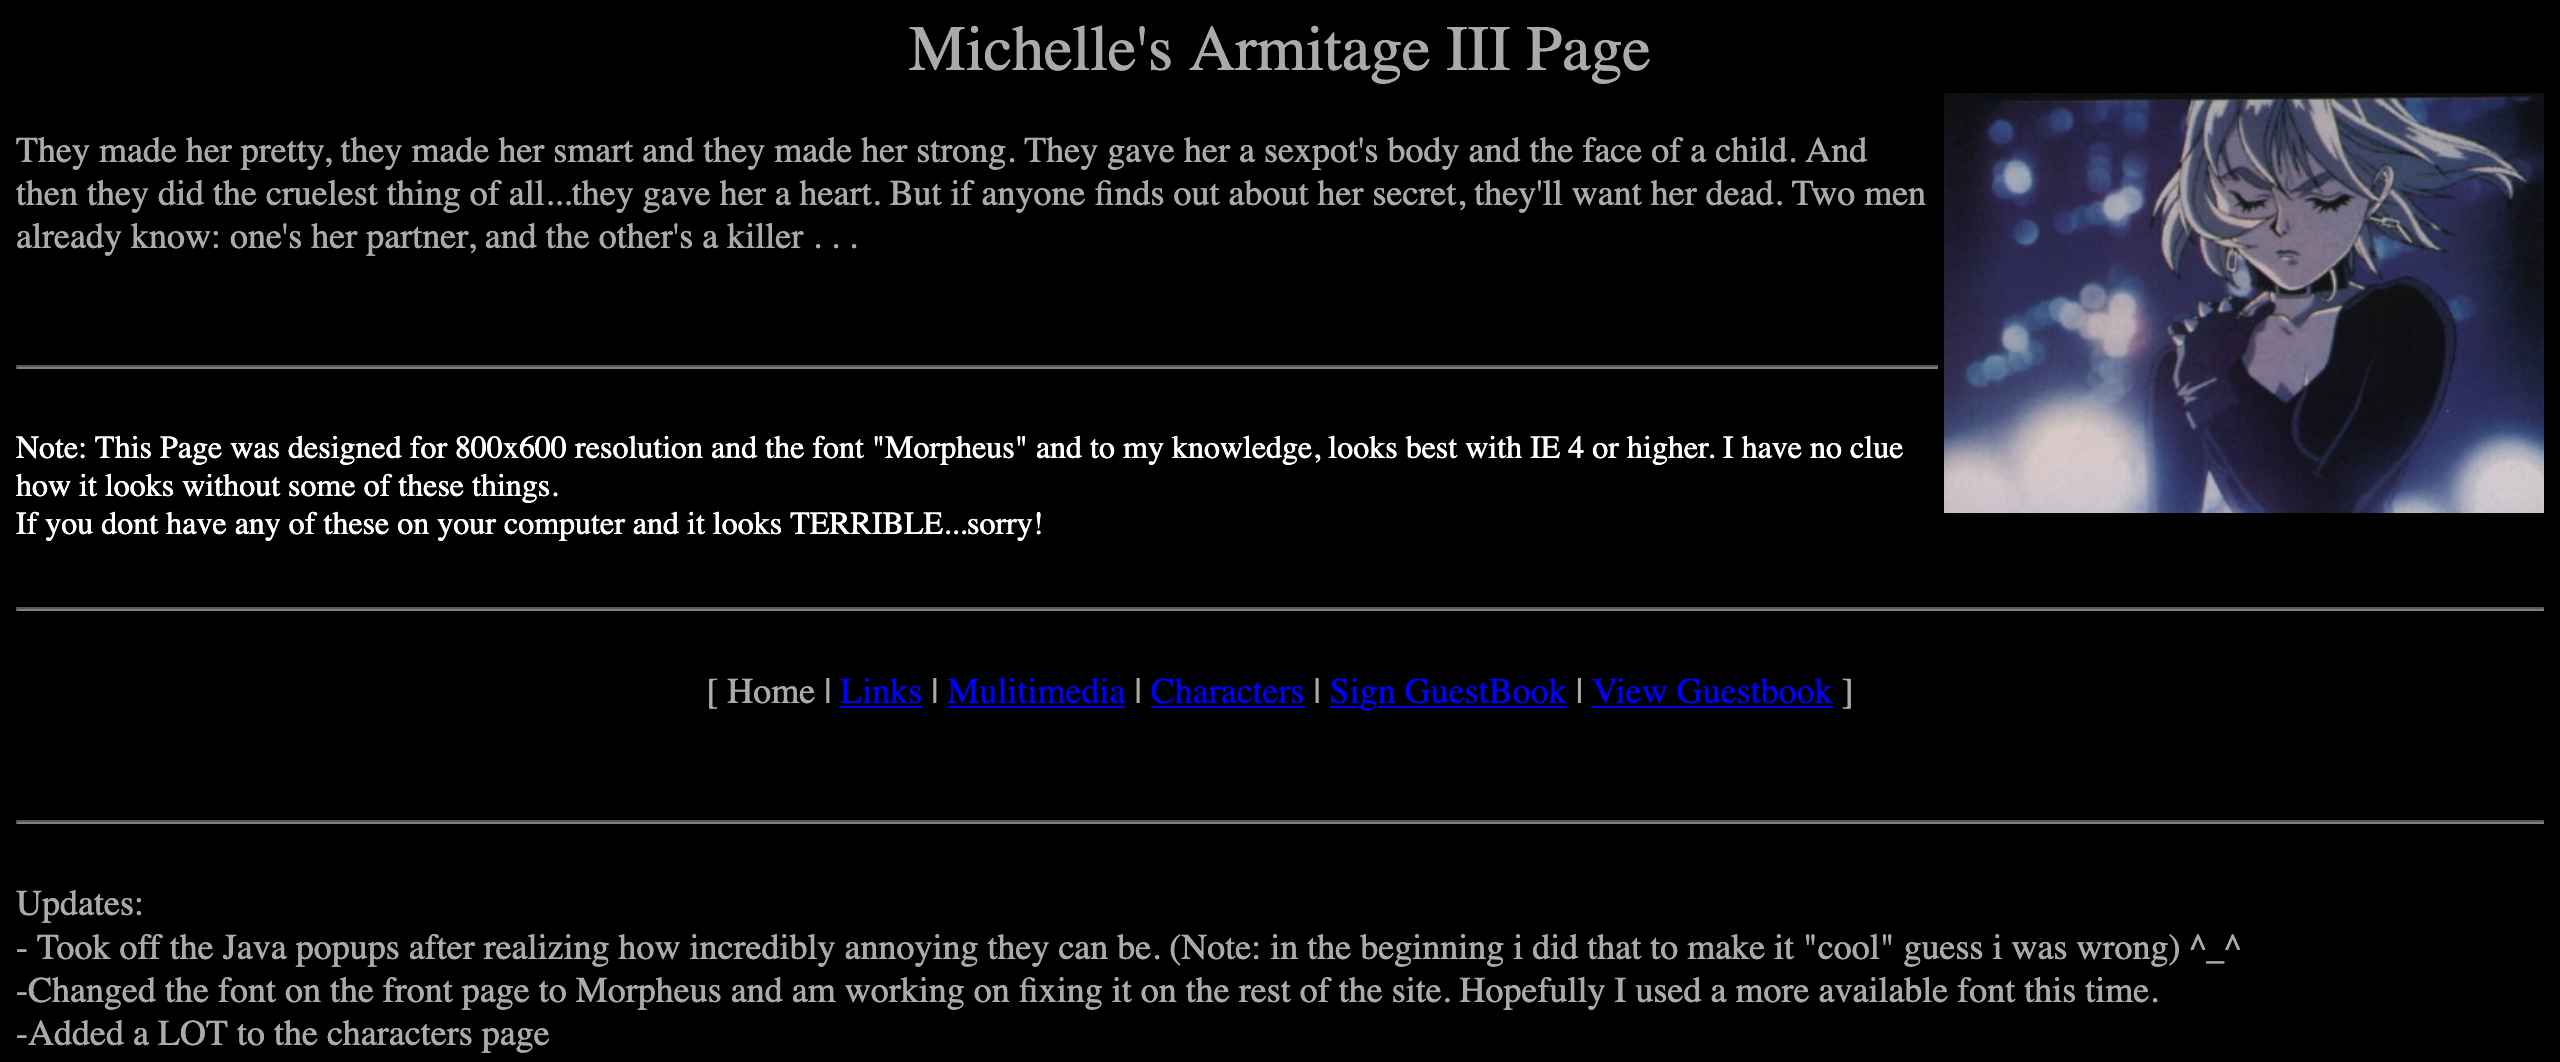 Michelle's Armitage III Page
They made her pretty, they made her smart and they made her strong. They gave her a sexpot's body and the face of a child. And
then they did the cruelest thing of all...they gave her a heart. But if anyone finds out about her secret, they'll want her dead. Two men
already know: one's her partner, and the other's a killer . . .
Note: This Page was designed for 800x600 resolution and the font "Morpheus" and to my knowledge, looks best with IE 4 or higher. I have no clue
how it looks without some of these things.
If you dont have any of these on your computer and it looks TERRIBLE...sorry!
[ Home | Links | Mulitimedia | Characters | Sign GuestBook | View Guestbook ]
Updates:
- Took off the Java popups after realizing how incredibly annoying they can be. (Note: in the beginning i did that to make it "cool" guess i was wrong) ^_^
-Changed the font on the front page to Morpheus and am working on fixing it on the rest of the site. Hopefully I used a more available font this time.
-Added a LOT to the characters page